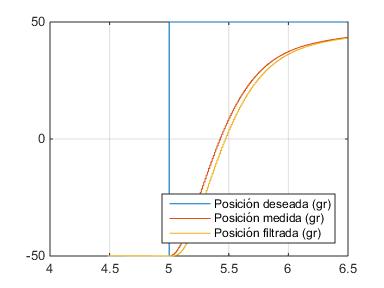 50
0
-50
Posición deseada (gr)
Posición medida (gr)
Posición filtrada (gr)
4 4.5 5 5.5 6 6.5